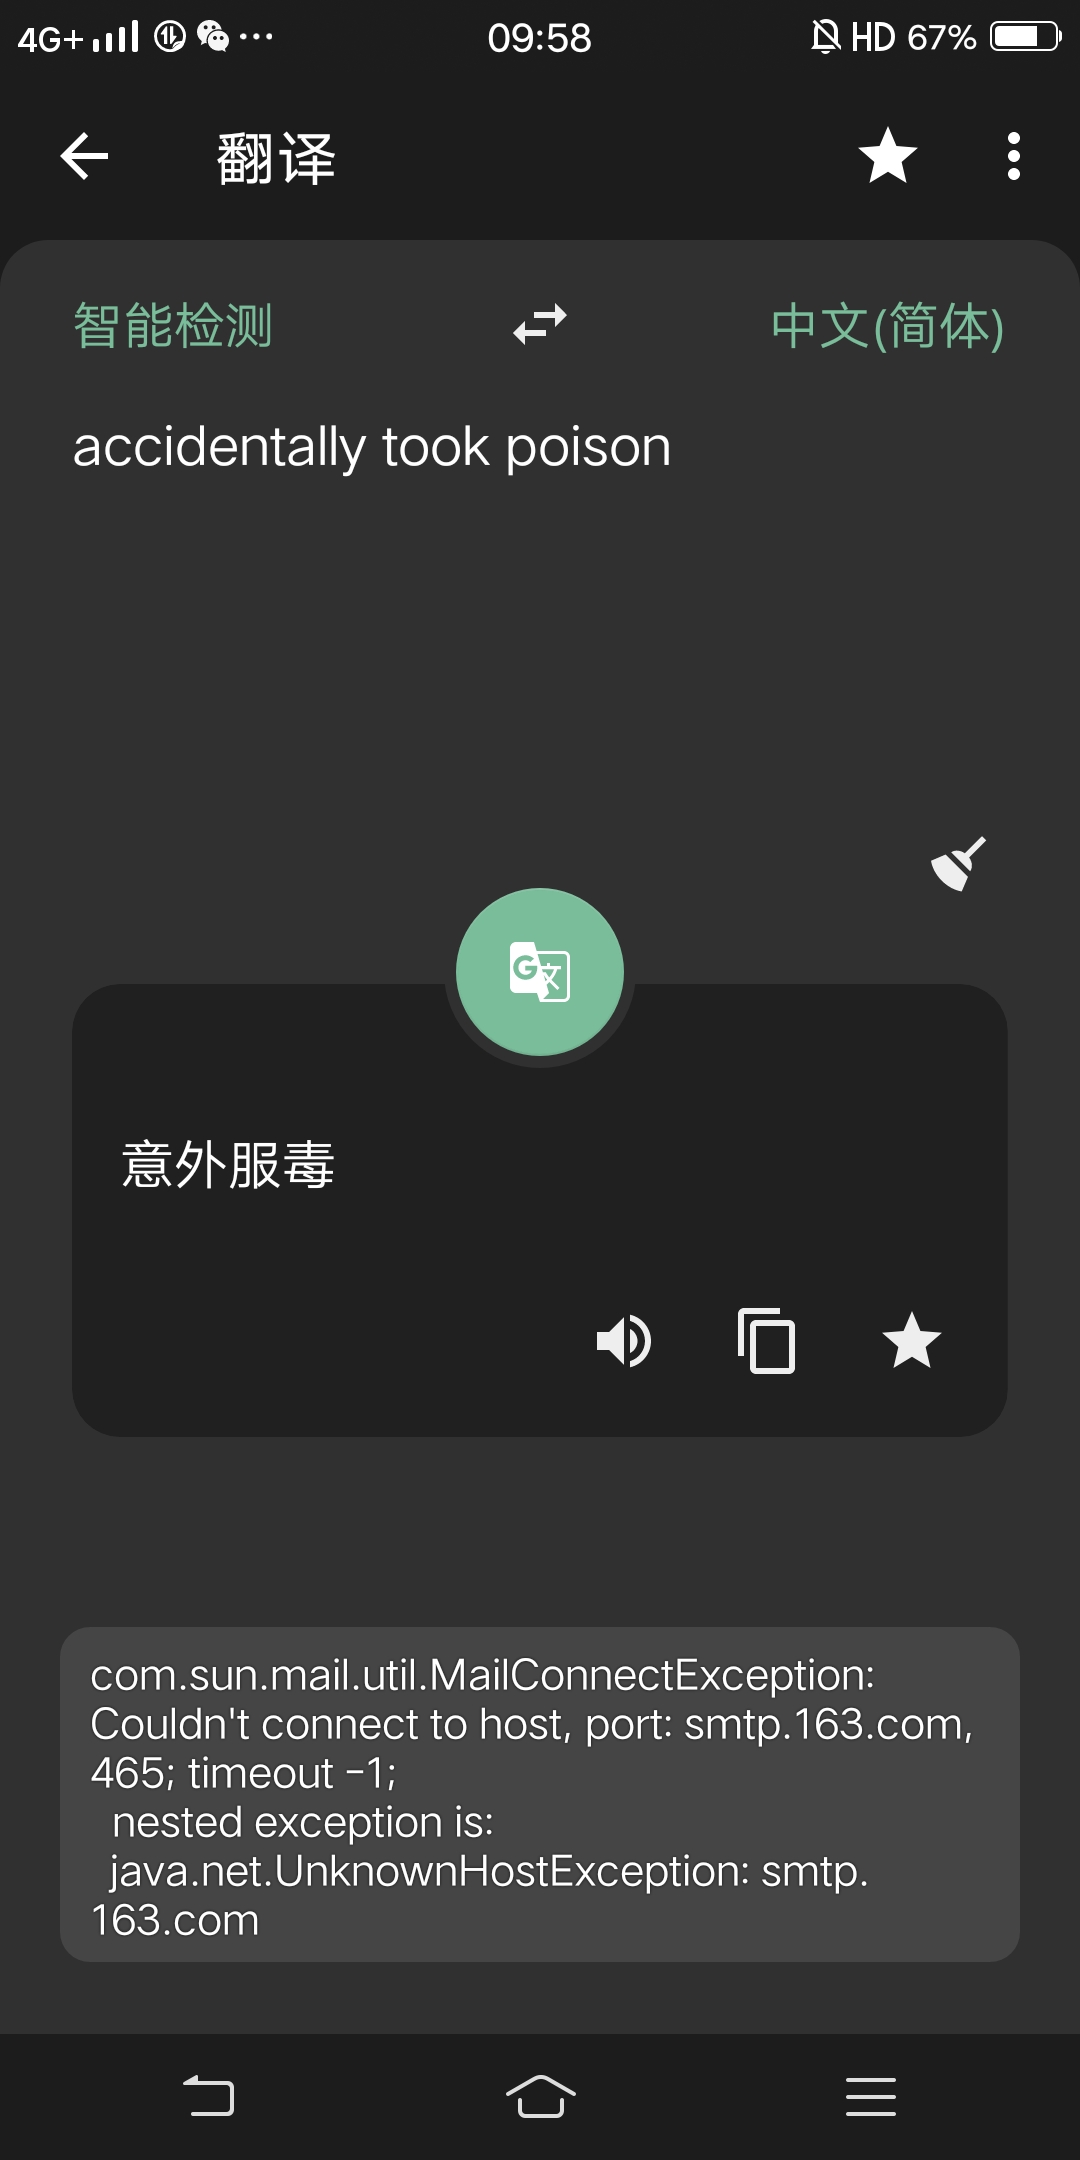 4G+ 09:58 HD 67%
翻译
智能检测 中文(简体)
accidentally took poison
G文
意外服毒
com.sun.mail.util.MailConnectException:
Couldn't connect to host, port: smtp.163.com,
465; timeout -1;
nested exception is:
java.net.UnknownHostException: smtp.
163.com